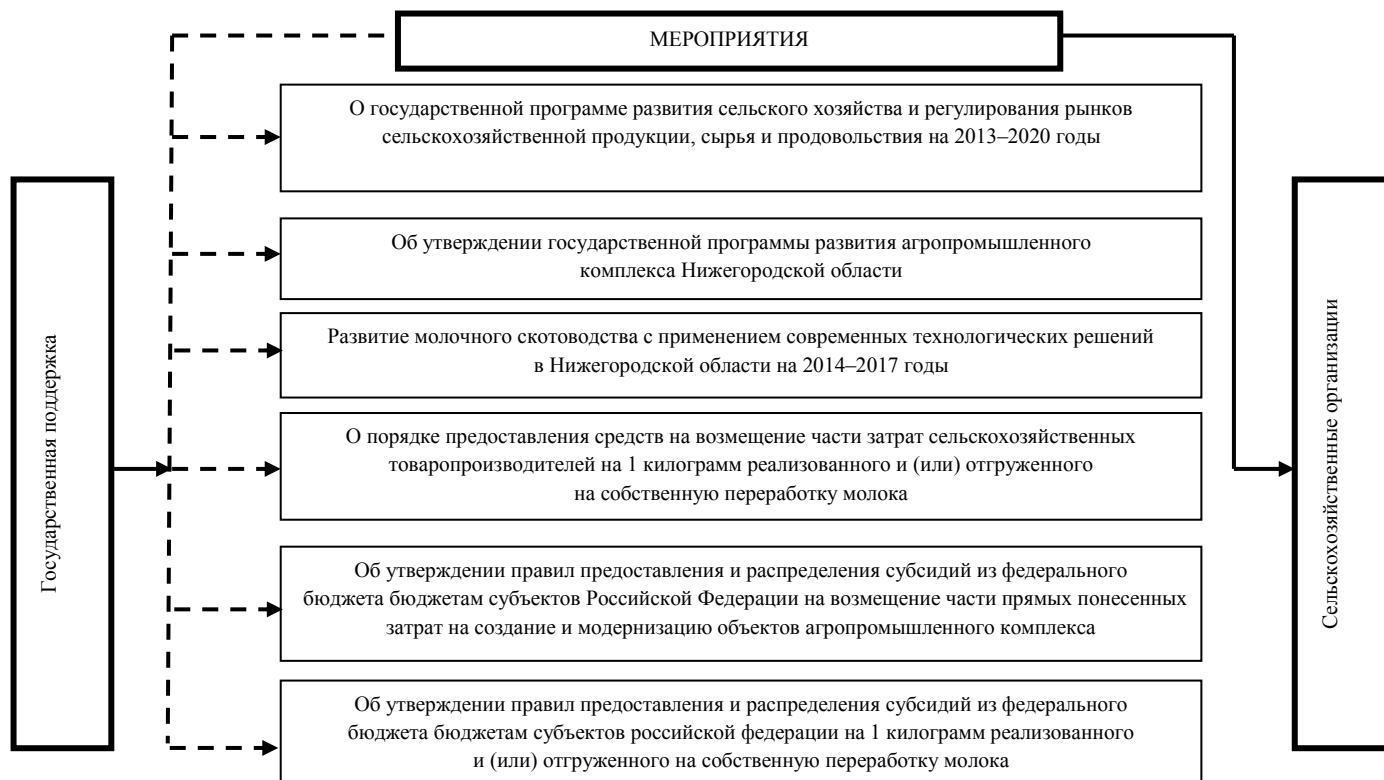 МЕРОПРИЯТИЯ
О государственной программе развития сельского хозяйства и регулирования рынков
сельскохозяйственной продукции, сырья и продовольствия на 2013–2020 годы
Об утверждении государственной программы развития агропромышленного
комплекса Нижегородской области
Развитие молочного скотоводства с применением современных технологических решений
в Нижегородской области на 2014–2017 годы
О порядке предоставления средств на возмещение части затрат сельскохозяйственных
товаропроизводителей на 1 килограмм реализованного и (или) отгруженного
на собственную переработку молока
Об утверждении правил предоставления и распределения субсидий из федерального
бюджета бюджетам субъектов Российской Федерации на возмещение части прямых понесенных
затрат на создание и модернизацию объектов агропромышленного комплекса
Об утверждении правил предоставления и распределения субсидий из федерального
бюджета бюджетам субъектов российской федерации на 1 килограмм реализованного
и (или) отгруженного на собственную переработку молока
Государственная поддержка
Сельскохозяйственные организации